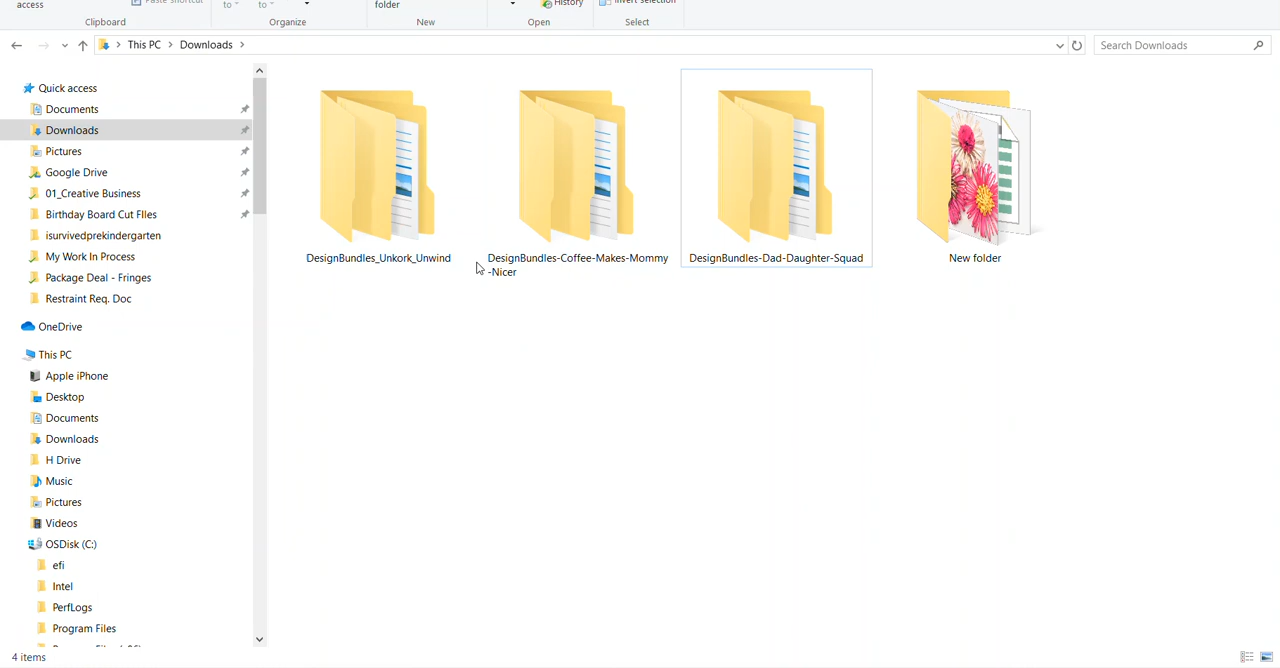 access
Paste shortcut
to
to
folder
History
Invert selection
Clipboard
Organize
New
Open
Select
This PC
Downloads
Search Downloads
Quick access
Documents
Downloads
Pictures
Google Drive
01_Creative Business
Birthday Board Cut FIles
isurvivedprekindergarten
My Work In Process
Package Deal - Fringes
Restraint Req. Doc
OneDrive
This PC
Apple iPhone
Desktop
Documents
Downloads
H Drive
Music
Pictures
Videos
OSDisk (C:)
efi
Intel
PerfLogs
Program Files
DesignBundles_Unkork_Unwind
DesignBundles-Coffee-Makes-Mommy
-Nicer
DesignBundles-Dad-Daughter-Squad
New folder
4 items